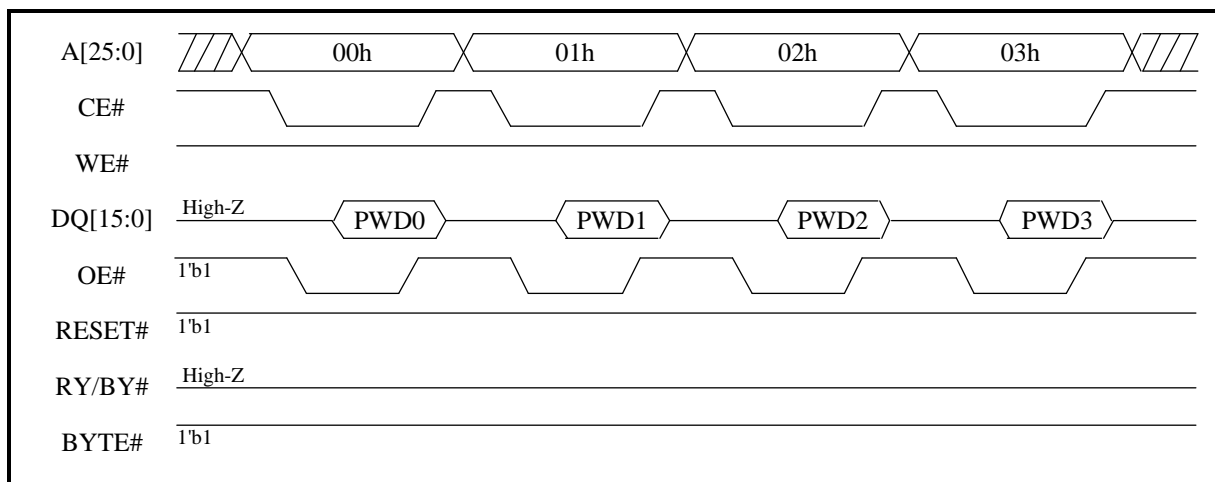 A[25:0] 00h 01h 02h 03h
CE#
WE#
DQ[15:0] High-Z PWD0 PWD1 PWD2 PWD3
OE# 1'b1
RESET# 1'b1
RY/BY# High-Z
BYTE# 1'b1